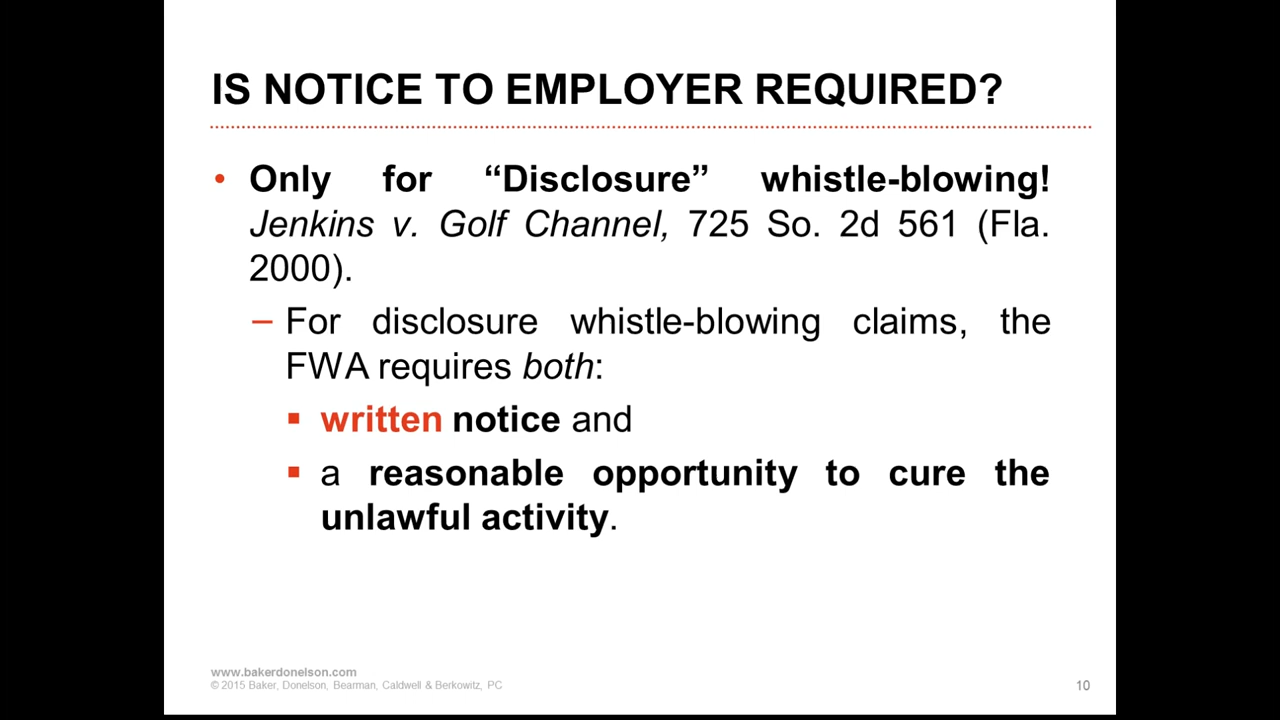 IS NOTICE TO EMPLOYER REQUIRED?
• Only for “Disclosure” whistle-blowing!
Jenkins v. Golf Channel, 725 So. 2d 561 (Fla.
2000).
– For disclosure whistle-blowing claims, the
FWA requires both:
▪ written notice and
▪ a reasonable opportunity to cure the
unlawful activity.
www.bakerdonelson.com
© 2015 Baker, Donelson, Bearman, Caldwell & Berkowitz, PC
10